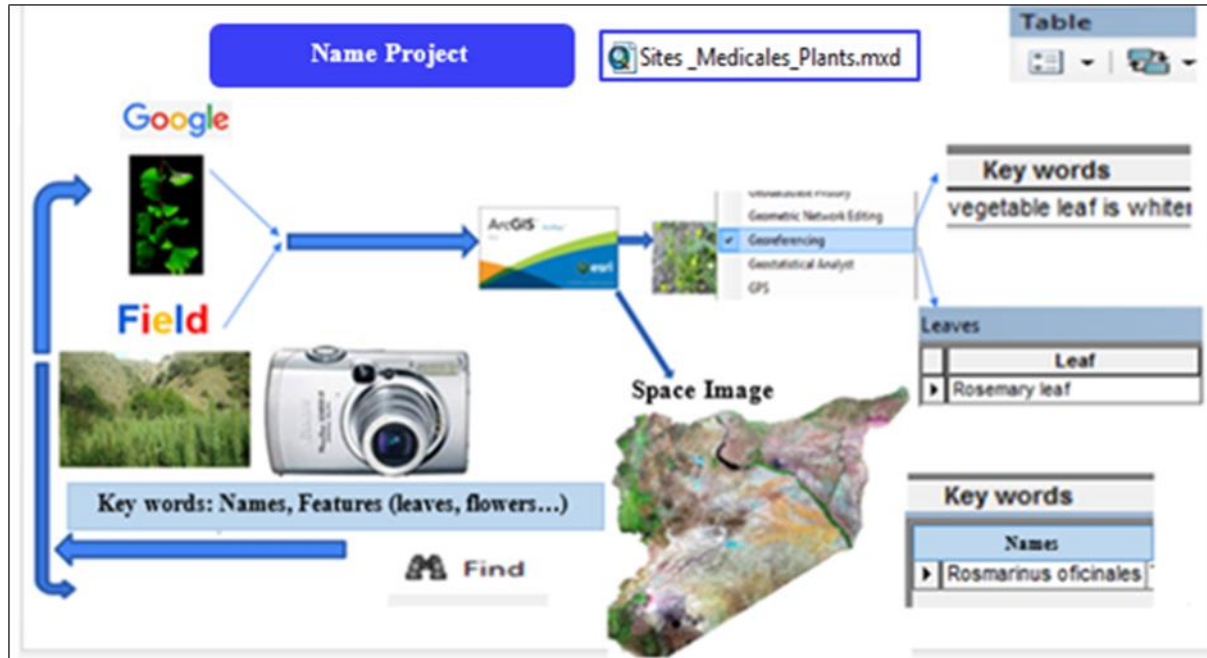 Name Project
Sites _Medicales_Plants.mxd
Table
Google
Key words
vegetable leaf is whiter
ArcGIS
esri
Geometric Network Editing
Georeferencing
Geostatistical Analyst
GPS
Field
Leaves
Leaf
Rosemary leaf
Space Image
Key words: Names, Features (leaves, flowers...)
Find
Key words
Names
Rosmarinus oficinales